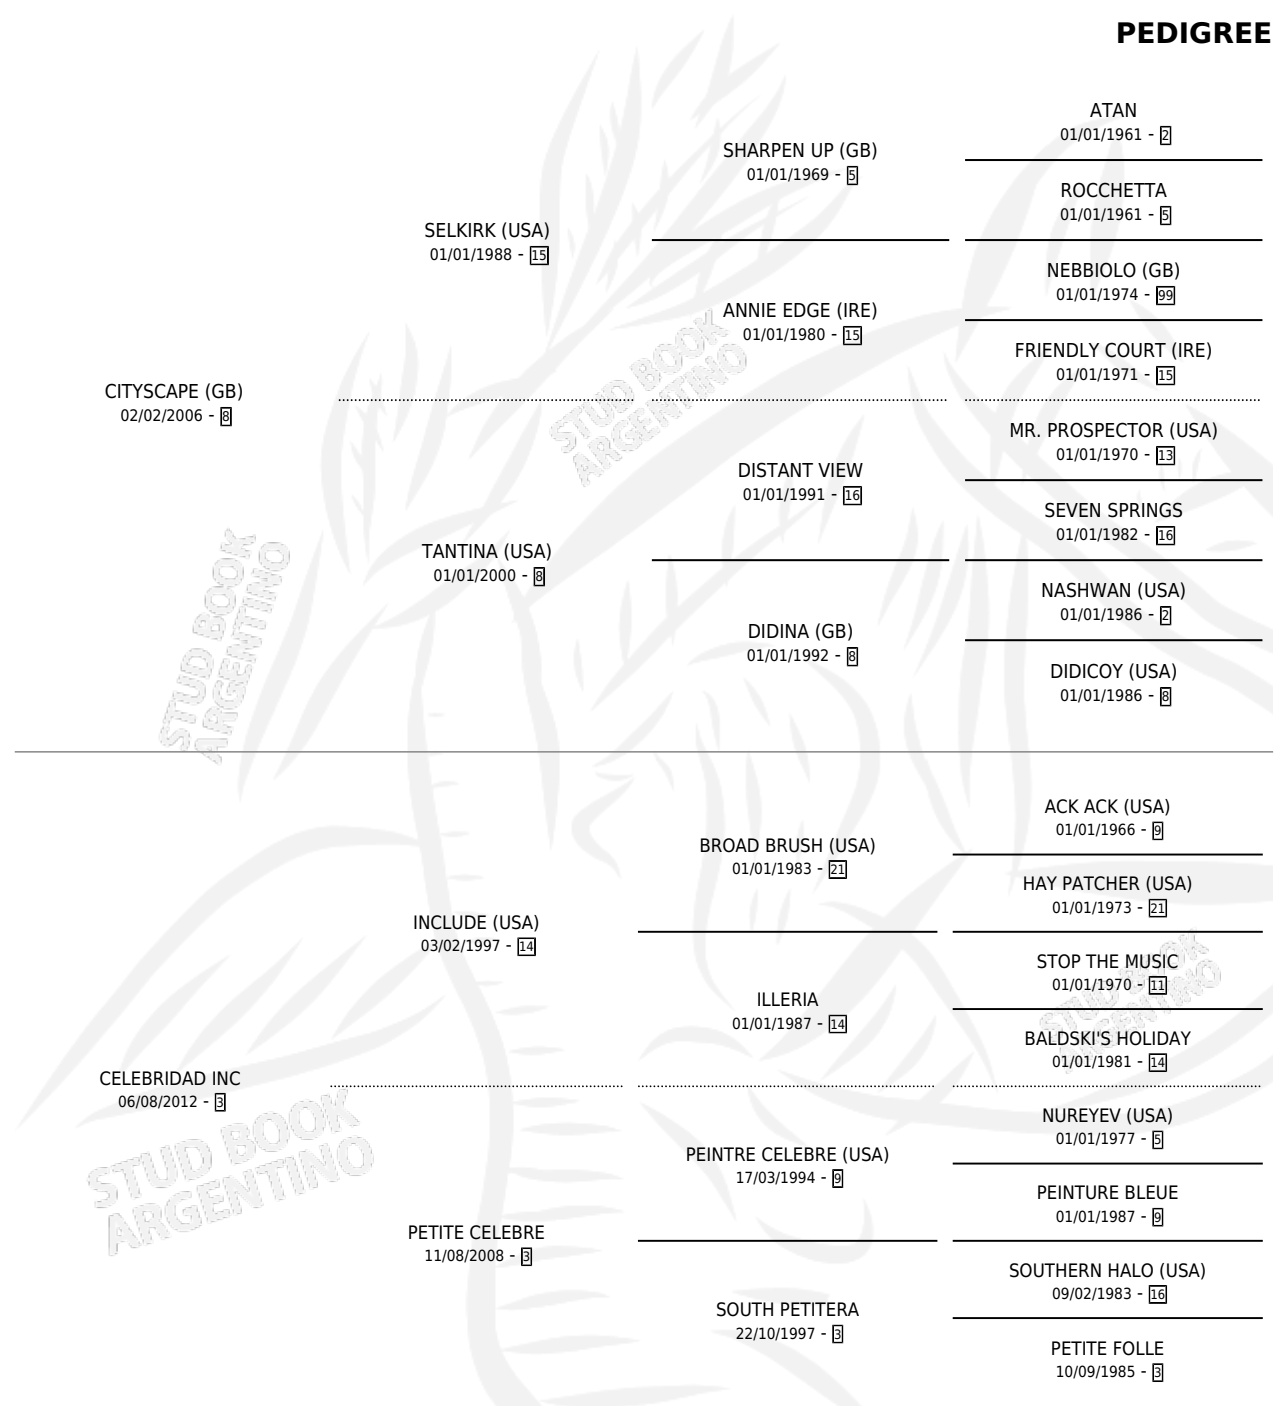 PEDIGREE
ATAN
01/01/1961 - 2
SHARPEN UP (GB)
01/01/1969 - 5
ROCCHETTA
01/01/1961 - 5
SELKIRK (USA)
01/01/1988 - 15
NEBBIOLO (GB)
01/01/1974 - 99
ANNIE EDGE (IRE)
01/01/1980 - 15
FRIENDLY COURT (IRE)
01/01/1971 - 15
CITYSCAPE (GB)
02/02/2006 - 8
MR. PROSPECTOR (USA)
01/01/1970 - 13
DISTANT VIEW
01/01/1991 - 16
SEVEN SPRINGS
01/01/1982 - 16
TANTINA (USA)
01/01/2000 - 8
NASHWAN (USA)
01/01/1986 - 2
DIDINA (GB)
01/01/1992 - 8
DIDICOY (USA)
01/01/1986 - 8
STUD BOOK
ARGENTINO
STUD BOOK
ARGENTINO
ACK ACK (USA)
01/01/1966 - 9
BROAD BRUSH (USA)
01/01/1983 - 21
HAY PATCHER (USA)
01/01/1973 - 21
INCLUDE (USA)
03/02/1997 - 14
STOP THE MUSIC
01/01/1970 - 11
ILLERIA
01/01/1987 - 14
BALDSKI'S HOLIDAY
01/01/1981 - 14
CELEBRIDAD INC
06/08/2012 - 3
NUREYEV (USA)
01/01/1977 - 5
PEINTRE CELEBRE (USA)
17/03/1994 - 9
PEINTURE BLEUE
01/01/1987 - 9
PETITE CELEBRE
11/08/2008 - 3
SOUTHERN HALO (USA)
09/02/1983 - 16
SOUTH PETITERA
22/10/1997 - 3
PETITE FOLLE
10/09/1985 - 3
STUD BOOK
ARGENTINO
STUD BOOK
ARGENTINO